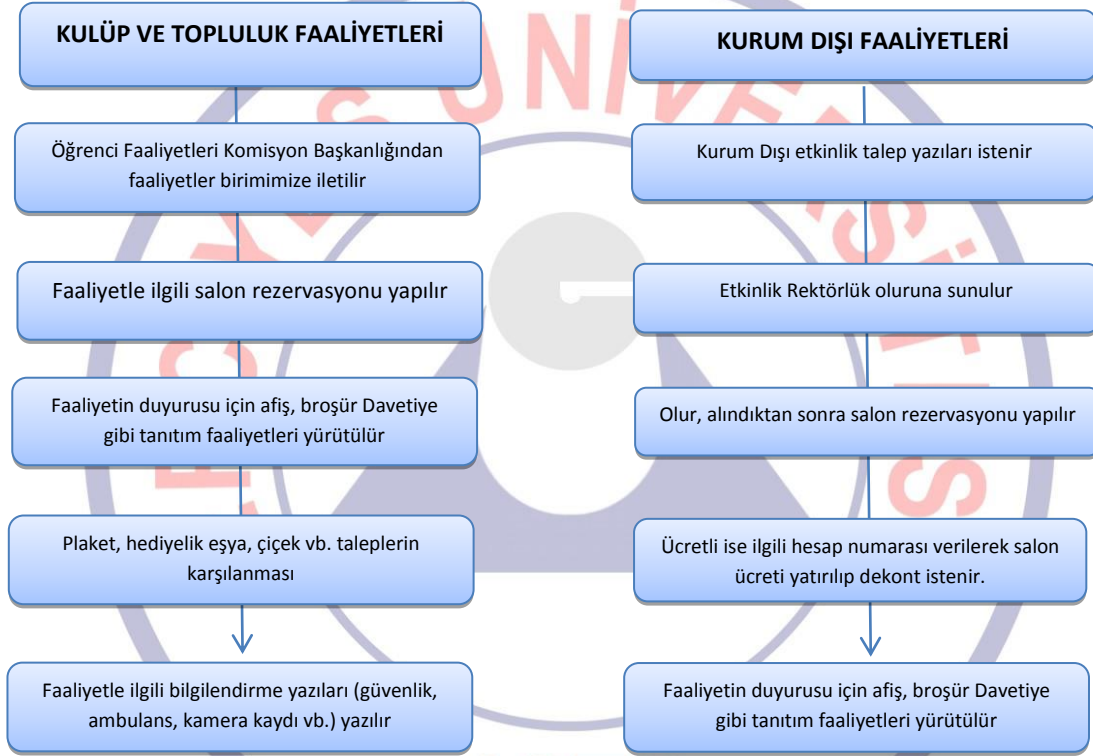 KULÜP VE TOPLULUK FAALİYETLERİ
Öğrenci Faaliyetleri Komisyon Başkanlığından
faaliyetler birimimize iletilir
Faaliyetle ilgili salon rezervasyonu yapılır
Faaliyetin duyurusu için afiş, broşür Davetiye
gibi tanıtım faaliyetleri yürütülür
Plaket, hediyelik eşya, çiçek vb. taleplerin
karşılanması
Faaliyetle ilgili bilgilendirme yazıları (güvenlik,
ambulans, kamera kaydı vb.) yazılır
KURUM DIŞI FAALİYETLERİ
Kurum Dışı etkinlik talep yazıları istenir
Etkinlik Rektörlük oluruna sunulur
Olur, alındıktan sonra salon rezervasyonu yapılır
Ücretli ise ilgili hesap numarası verilerek salon
ücreti yatırılıp dekont istenir.
Faaliyetin duyurusu için afiş, broşür Davetiye
gibi tanıtım faaliyetleri yürütülür